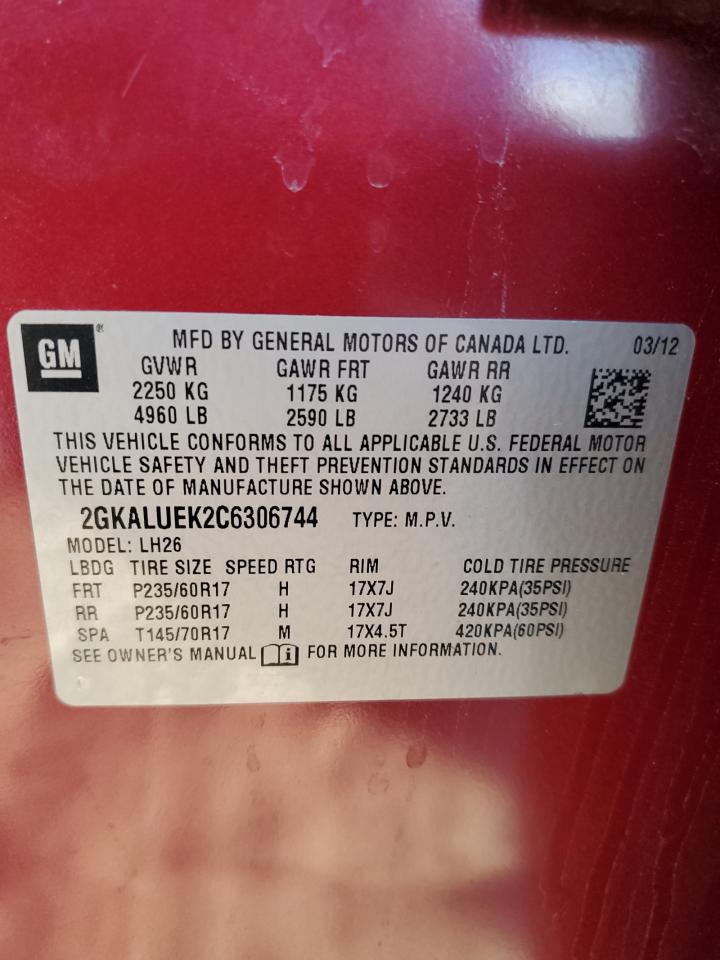 GM®
MFD BY GENERAL MOTORS OF CANADA LTD. 03/12
GVWR GAWR FRT GAWR RR
2250 KG 1175 KG 1240 KG
4960 LB 2590 LB 2733 LB
THIS VEHICLE CONFORMS TO ALL APPLICABLE U.S. FEDERAL MOTOR
VEHICLE SAFETY AND THEFT PREVENTION STANDARDS IN EFFECT ON
THE DATE OF MANUFACTURE SHOWN ABOVE.
2GKALUEK2C6306744 TYPE: M.P.V.
MODEL: LH26
LBDG TIRE SIZE SPEED RTG RIM COLD TIRE PRESSURE
FRT P235/60R17 H 17X7J 240KPA(35PSI)
RR P235/60R17 H 17X7J 240KPA(35PSI)
SPA T145/70R17 M 17X4.5T 420KPA(60PSI)
SEE OWNER'S MANUAL i FOR MORE INFORMATION.